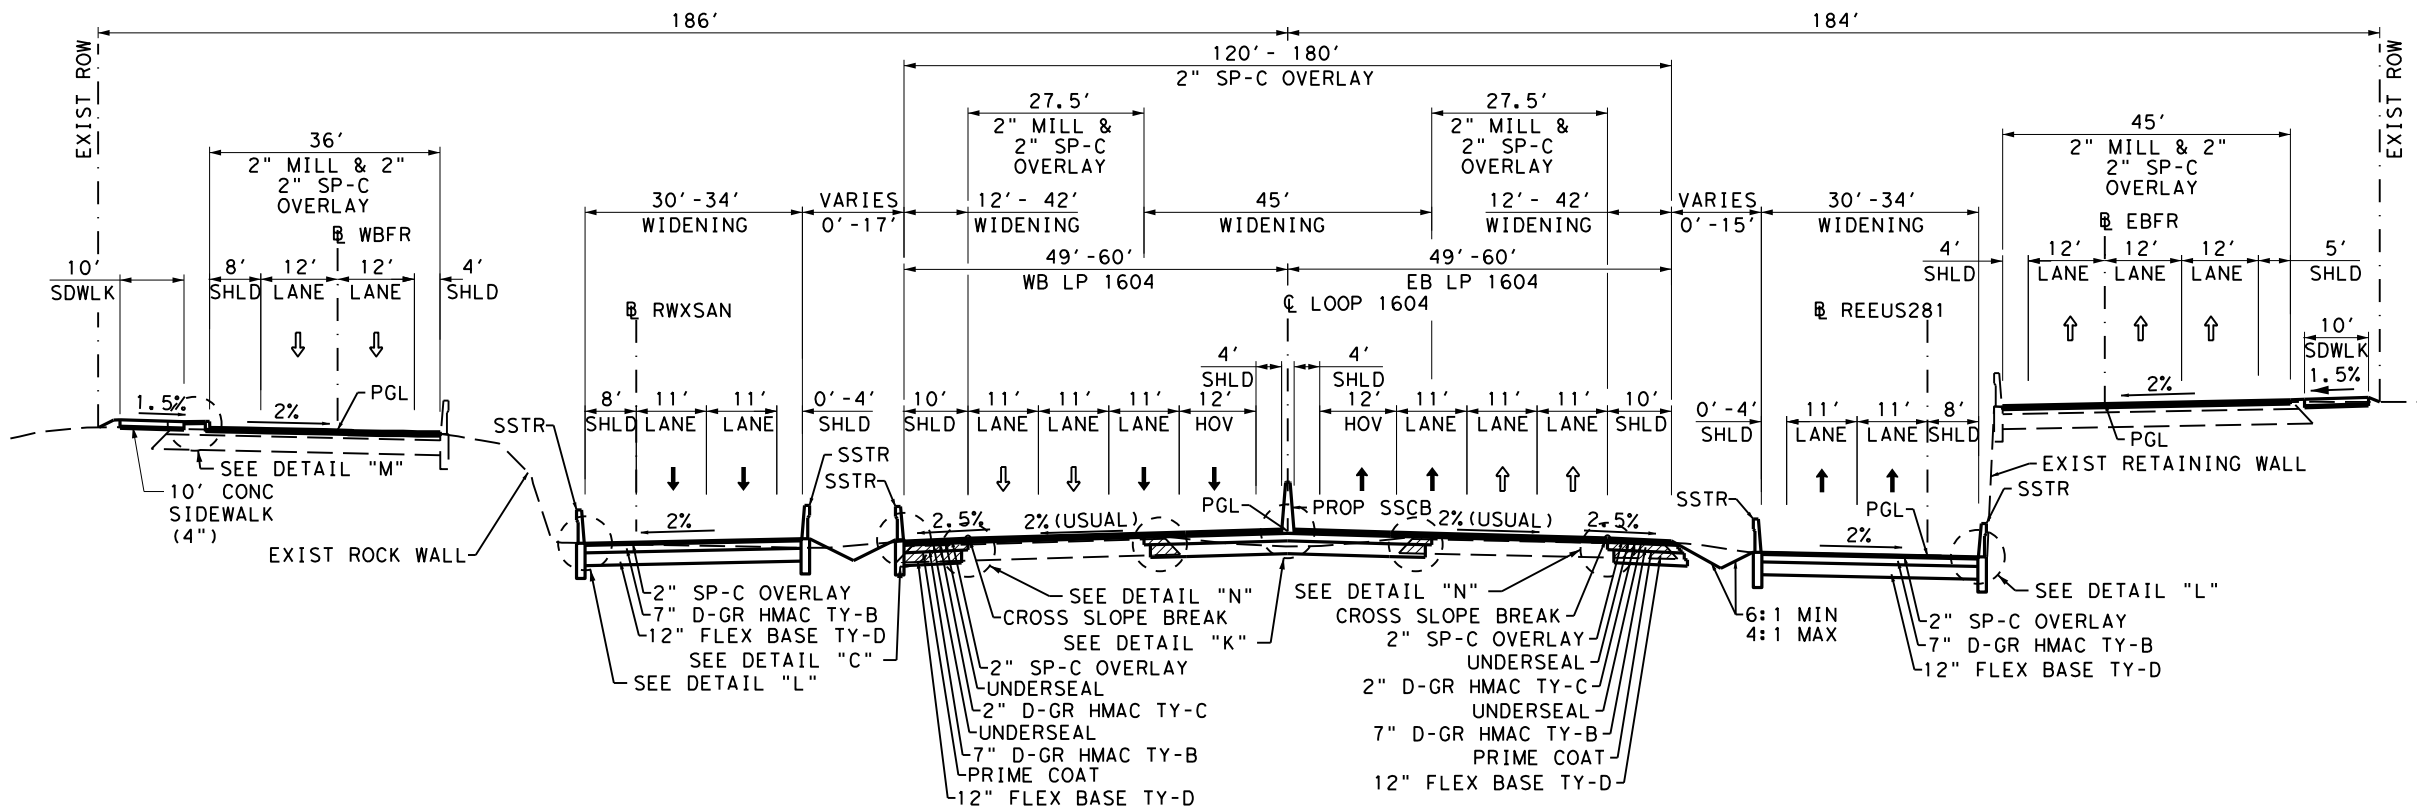 186'
184'
120' - 180'
2" SP-C OVERLAY
EXIST ROW
EXIST ROW
27.5'
2" MILL &
2" SP-C
OVERLAY
27.5'
2" MILL &
2" SP-C
OVERLAY
36'
2" MILL & 2"
2" SP-C
OVERLAY
45'
2" MILL & 2"
2" SP-C
OVERLAY
30'-34'
WIDENING
VARIES
0'-17'
12' - 42'
WIDENING
45'
WIDENING
12' - 42'
WIDENING
VARIES
0'-15'
30'-34'
WIDENING
℄ WBFR
℄ EBFR
10'
SDWLK
8'
SHLD
12'
LANE
12'
LANE
4'
SHLD
49'-60'
WB LP 1604
49'-60'
EB LP 1604
4'
SHLD
12'
LANE
12'
LANE
12'
LANE
5'
SHLD
℄ RWXSAN
℄ LOOP 1604
℄ REEUS281
10'
SDWLK
1.5%
4'
SHLD
4'
SHLD
1.5%
2%
PGL
8'
SHLD
11'
LANE
11'
LANE
0'-4'
SHLD
10'
SHLD
11'
LANE
11'
LANE
11'
LANE
12'
HOV
12'
HOV
11'
LANE
11'
LANE
11'
LANE
10'
SHLD
0'-4'
SHLD
11'
LANE
11'
LANE
8'
SHLD
2%
PGL
SSTR
SEE DETAIL "M"
10' CONC
SIDEWALK
(4")
EXIST ROCK WALL
SSTR
SSTR
EXIST RETAINING WALL
SSTR
SSTR
PGL
PGL
PROP SSCB
2%
2.5%
2%(USUAL)
2%(USUAL)
2.5%
2%
2" SP-C OVERLAY
7" D-GR HMAC TY-B
12" FLEX BASE TY-D
SEE DETAIL "C"
SEE DETAIL "L"
SEE DETAIL "N"
CROSS SLOPE BREAK
SEE DETAIL "K"
2" SP-C OVERLAY
UNDERSEAL
2" D-GR HMAC TY-C
UNDERSEAL
7" D-GR HMAC TY-B
PRIME COAT
12" FLEX BASE TY-D
SEE DETAIL "N"
CROSS SLOPE BREAK
2" SP-C OVERLAY
UNDERSEAL
2" D-GR HMAC TY-C
UNDERSEAL
7" D-GR HMAC TY-B
PRIME COAT
12" FLEX BASE TY-D
6:1 MIN
4:1 MAX
SEE DETAIL "L"
2" SP-C OVERLAY
7" D-GR HMAC TY-B
12" FLEX BASE TY-D